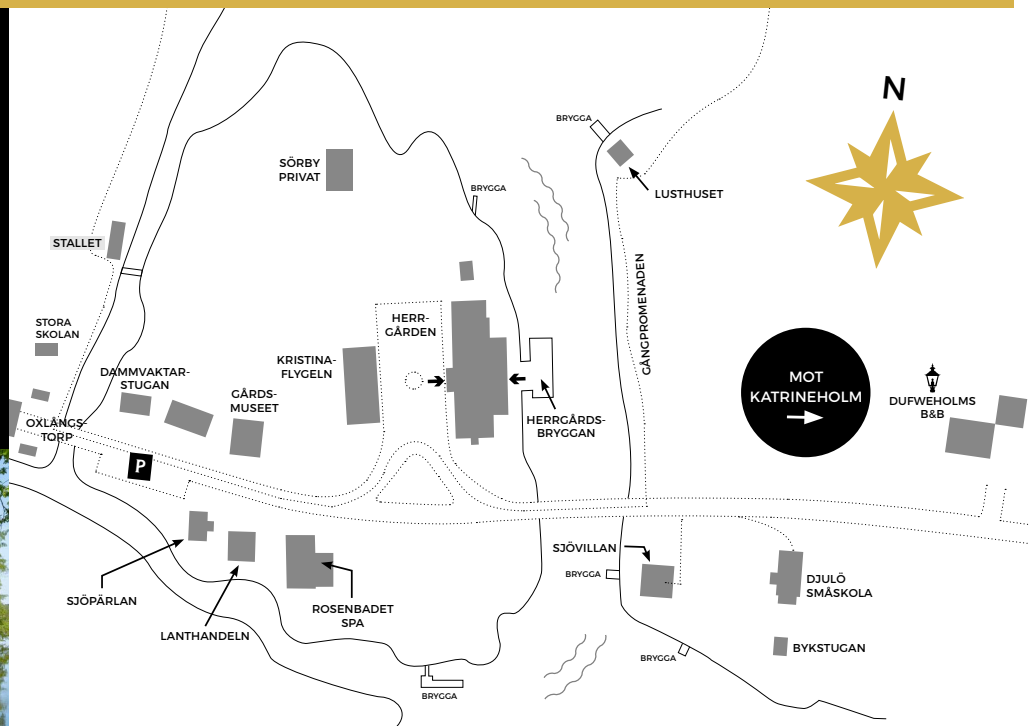 N
BRYGGA
SÖRBY
PRIVAT
BRYGGA
LUSTHUSET
STALLET
GÅNGPROMENADEN
HERR-
GÅRDEN
STORA
SKOLAN
KRISTINA-
FLYGELN
DAMMVAKTAR-
STUGAN
GÅRDS-
MUSEET
MOT
KATRINEHOLM
DUFWEHOLMS
B&B
OXLÅNGS-
TORP
HERRGÅRDS-
BRYGGAN
P
SJÖVILLAN
BRYGGA
DJULÖ
SMÅSKOLA
SJÖPÄRLAN
ROSENBADET
SPA
LANTHANDELN
BYKSTUGAN
BRYGGA
BRYGGA